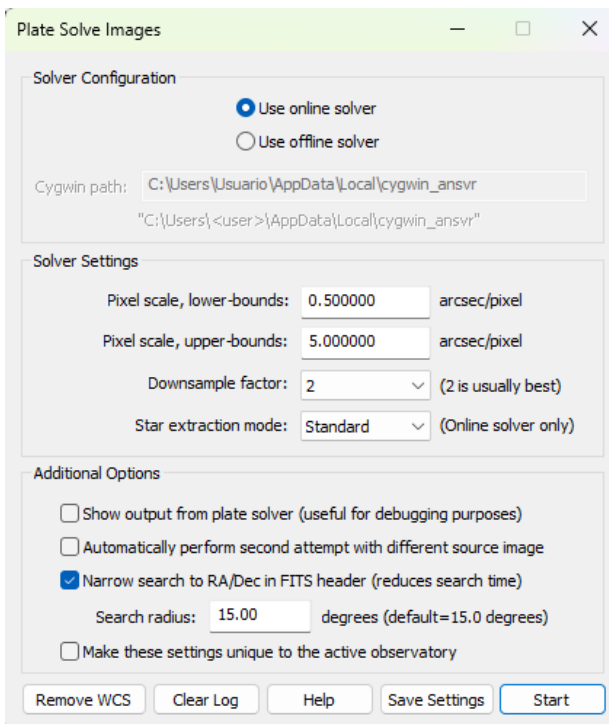 Plate Solve Images
Solver Configuration
Use online solver
Use offline solver
Cygwin path: C:\Users\Usuario\AppData\Local\cygwin_ansvr
"C:\Users\<user>\AppData\Local\cygwin_ansvr"
Solver Settings
Pixel scale, lower-bounds: 0.500000 arcsec/pixel
Pixel scale, upper-bounds: 5.000000 arcsec/pixel
Downsample factor: 2 (2 is usually best)
Star extraction mode: Standard (Online solver only)
Additional Options
Show output from plate solver (useful for debugging purposes)
Automatically perform second attempt with different source image
Narrow search to RA/Dec in FITS header (reduces search time)
Search radius: 15.00 degrees (default=15.0 degrees)
Make these settings unique to the active observatory
Remove WCS Clear Log Help Save Settings Start